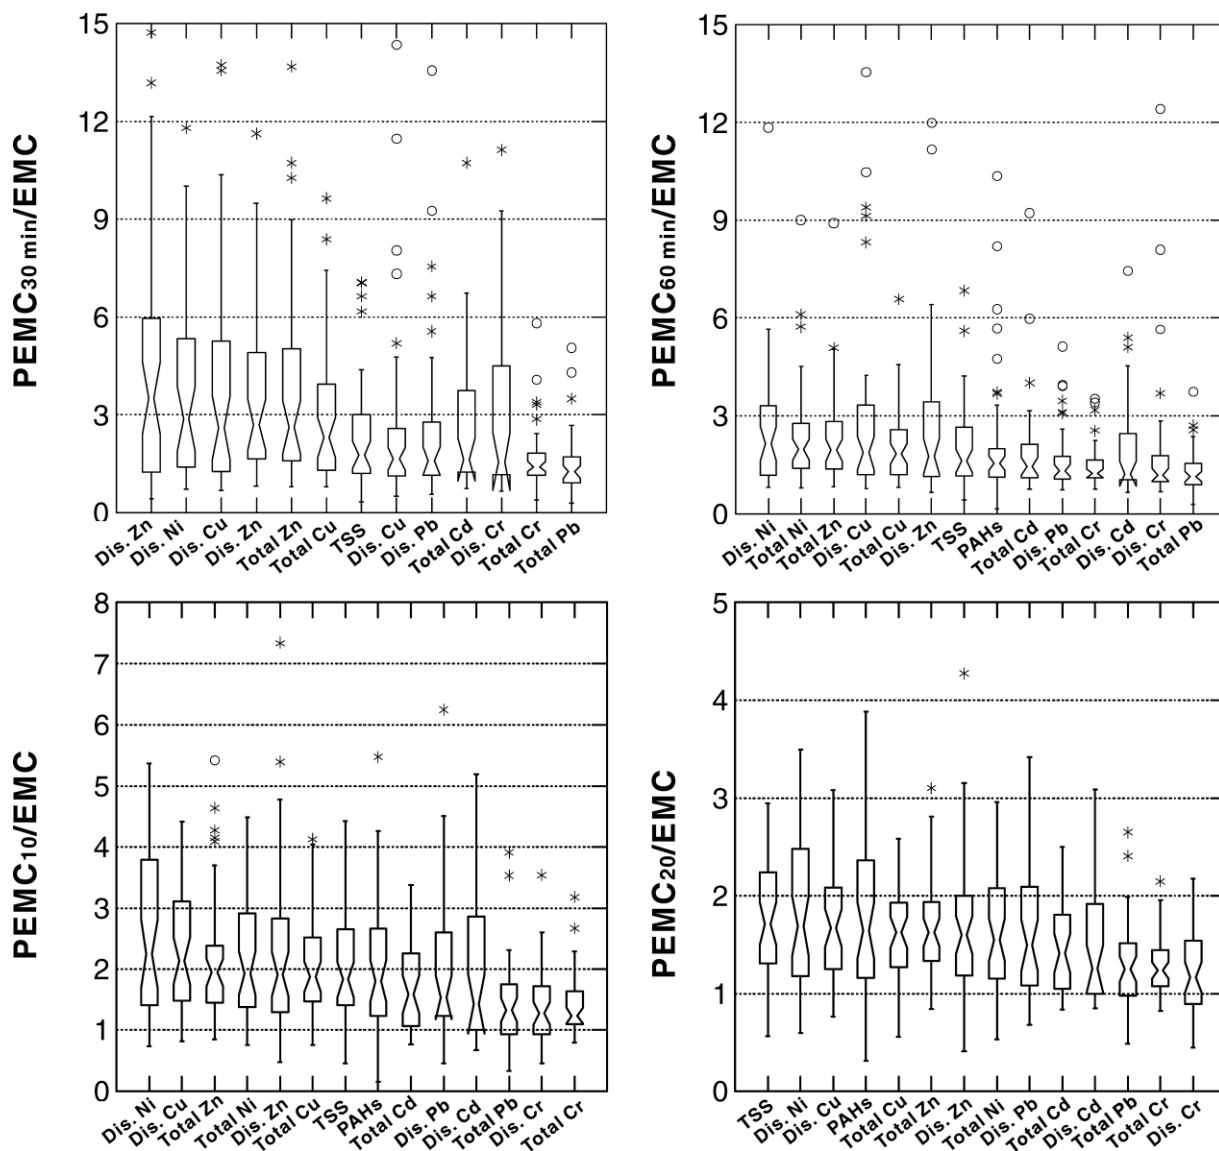 PEMC30 min/EMC
15
12
9
6
3
0
Dis. Zn
Dis. Ni
Dis. Cu
Dis. Zn
Total Zn
Total Cu
TSS
Dis. Cu
Dis. Pb
Total Cd
Dis. Cr
Total Cr
Total Pb
PEMC60 min/EMC
15
12
9
6
3
0
Dis. Ni
Total Ni
Total Zn
Dis. Cu
Total Cu
Dis. Zn
TSS
PAHs
Total Cd
Dis. Pb
Total Cr
Dis. Cd
Dis. Cr
Total Pb
PEMC10/EMC
8
7
6
5
4
3
2
1
0
Dis. Ni
Dis. Cu
Total Zn
Total Ni
Dis. Zn
Total Cu
TSS
PAHs
Total Cd
Dis. Pb
Dis. Cd
Total Pb
Dis. Cr
Total Cr
PEMC20/EMC
5
4
3
2
1
0
TSS
Dis. Ni
Dis. Cu
PAHs
Total Cu
Total Zn
Dis. Zn
Total Ni
Dis. Pb
Total Cd
Dis. Cd
Total Pb
Total Cr
Dis. Cr